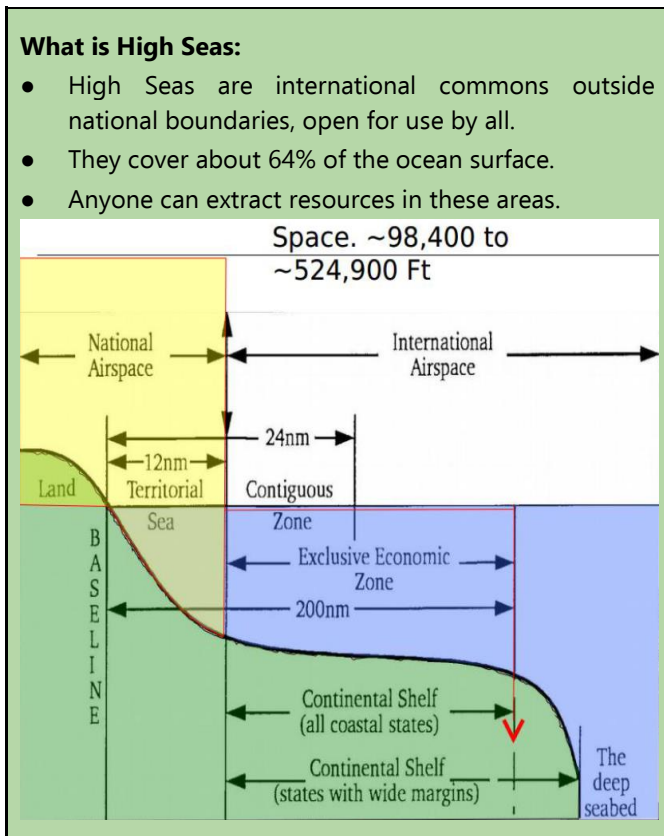 What is High Seas:
● High Seas are international commons outside
national boundaries, open for use by all.
● They cover about 64% of the ocean surface.
● Anyone can extract resources in these areas.
Space. ~98,400 to
~524,900 Ft
National
Airspace
International
Airspace
24nm
12nm
Land
Territorial
Sea
Contiguous
Zone
BASELINE
Exclusive Economic
Zone
200nm
Continental Shelf
(all coastal states)
Continental Shelf
(states with wide margins)
The
deep
seabed